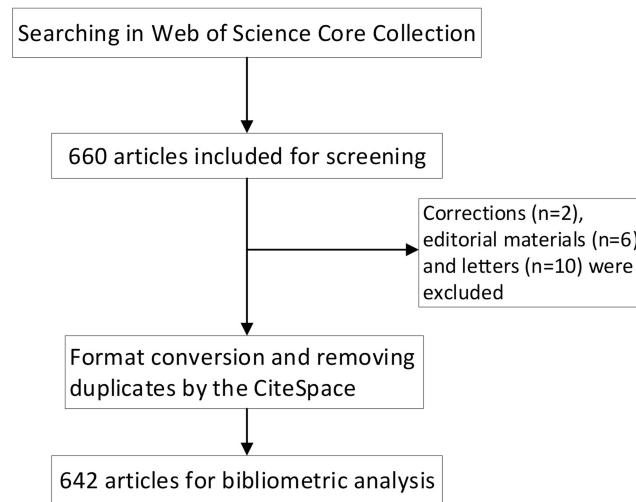 Searching in Web of Science Core Collection
660 articles included for screening
Corrections (n=2),
editorial materials (n=6)
and letters (n=10) were
excluded
Format conversion and removing
duplicates by the CiteSpace
642 articles for bibliometric analysis